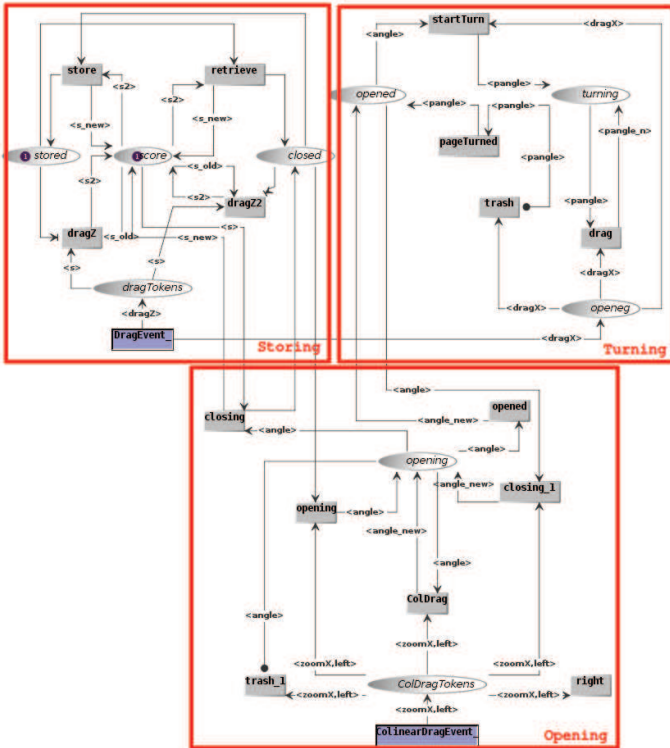 startTurn
<dragX>
<angle>
store
retrieve
<s2>
<pangle>
opened
turning
<s2>
<pangle>
<pangle>
<pangle_n>
<s_new>
<s_new>
pageTurned
1 stored
1 score
closed
<pangle>
<s_old>
<s2>
<s2>
trash
dragZ2
<pangle>
<s>
dragZ
<s_old>
<s_new>
drag
<s>
<s>
<dragX>
dragTokens
<dragX>
openeg
<dragZ>
DragEvent_
Storing
<dragX>
Turning
<angle>
opened
closing
<angle_new>
<angle>
<angle>
opening
<angle_new>
closing_1
opening
<angle>
<angle_new>
<angle>
ColDrag
<angle>
<zoomX,left>
<zoomX,left>
<zoomX,left>
trash_1
ColDragTokens
right
<zoomX,left>
<zoomX,left>
<zoomX,left>
ColinearDragEvent_
Opening